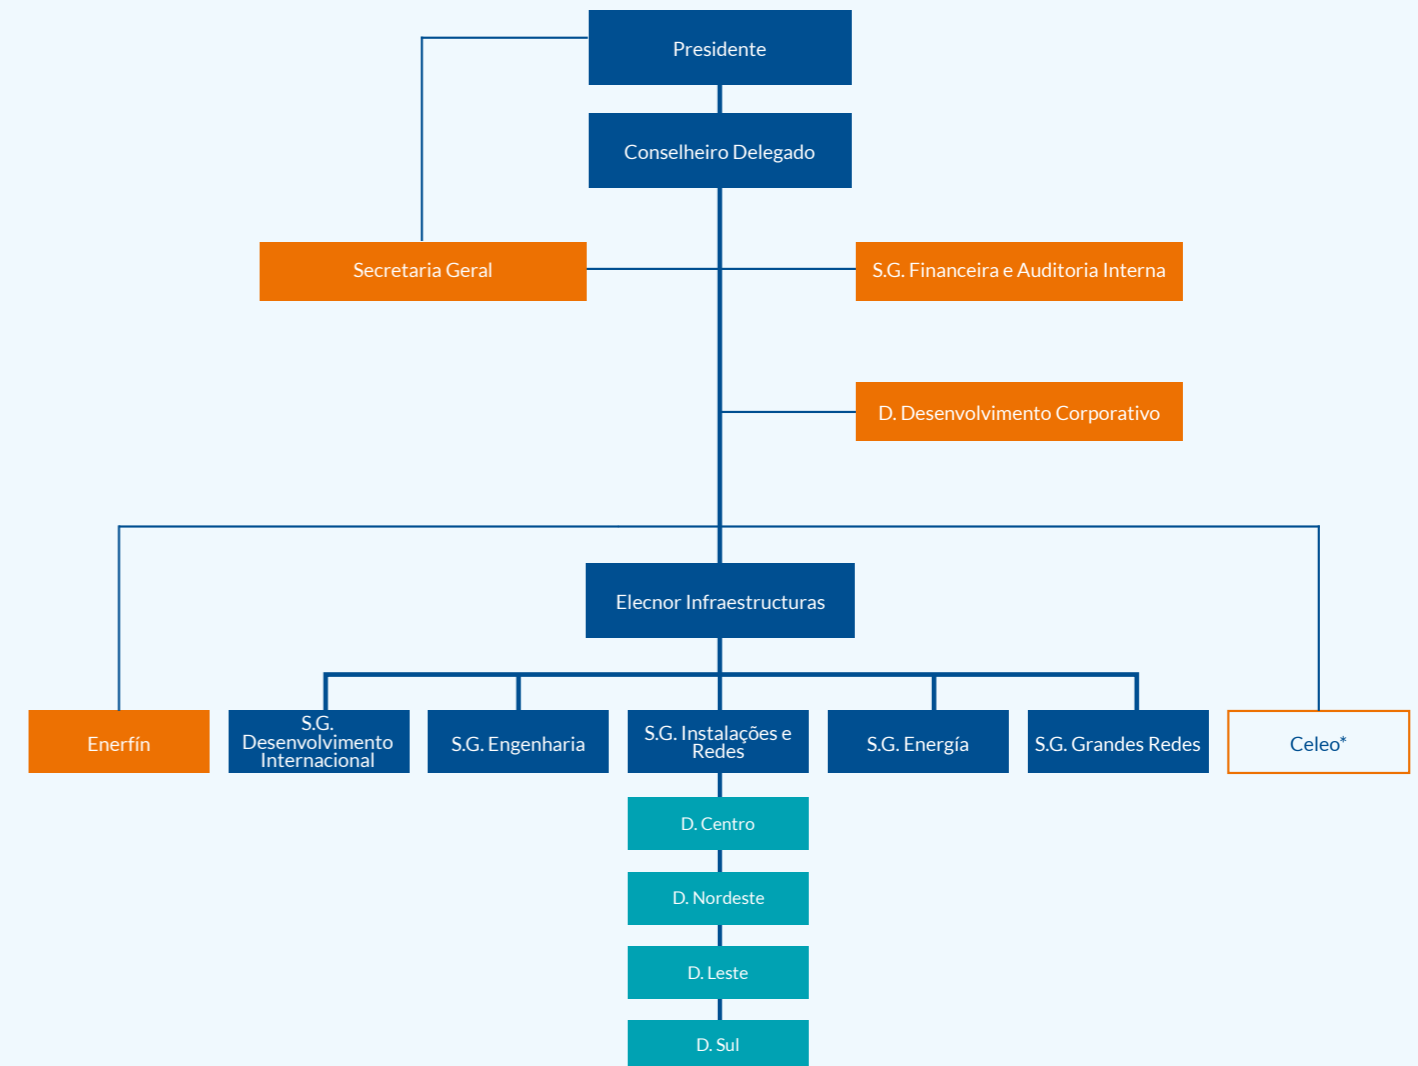 Presidente
Conselheiro Delegado
Secretaria Geral
S.G. Financeira e Auditoria Interna
D. Desenvolvimento Corporativo
Elecnor Infraestructuras
Enerfín
S.G.
Desenvolvimento
Internacional
S.G. Engenharia
S.G. Instalações e
Redes
S.G. Energía
S.G. Grandes Redes
Celeo*
D. Centro
D. Nordeste
D. Leste
D. Sul